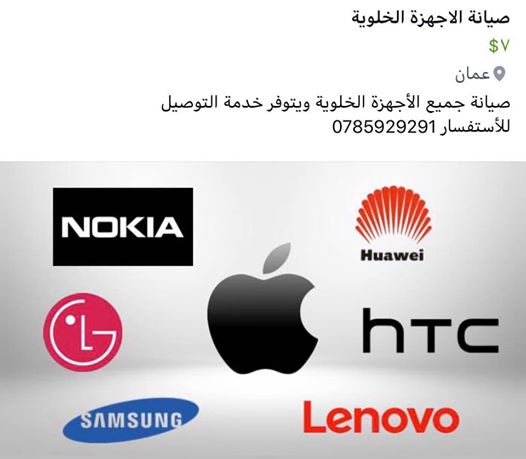 صيانة الاجهزة الخلوية
$٧
عمان
صيانة جميع الأجهزة الخلوية ويتوفر خدمة التوصيل
للأستفسار 0785929291
NOKIA
Huawei
LG
hTC
SAMSUNG
Lenovo